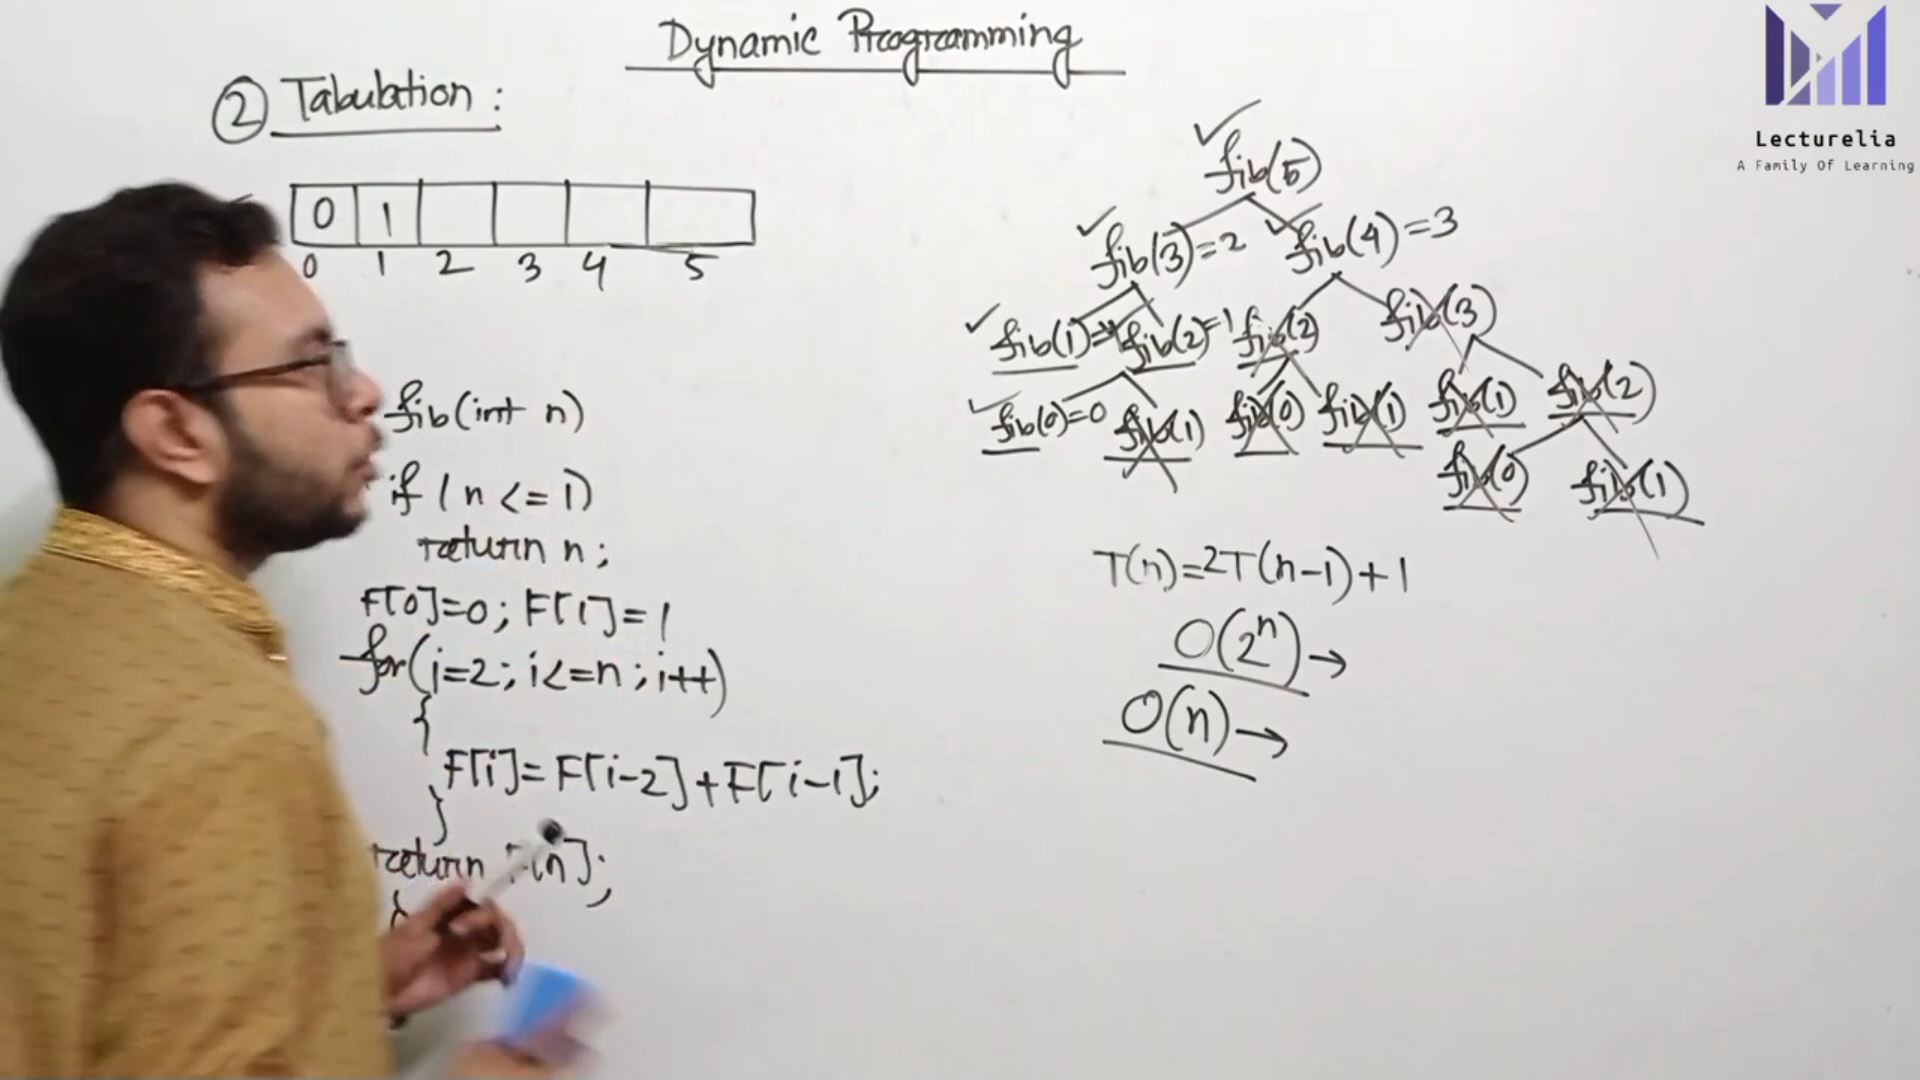 Dynamic Programming
② Tabulation :
0 1
0 1 2 3 4 5
fib(int n)
if ( n <= 1)
return n ;
F[0]=0 ; F[1]=1
for(i=2 ; i<=n ; i++)
{
F[i]= F[i-2]+F[i-1];
}
return F[n];
}
✓ fib(5)
✓ fib(3)=2 ✓ fib(4)=3
✓ fib(1)=1 fib(2)=1 fib(2) fib(3)
✓ fib(0)=0 fib(1) fib(0) fib(1) fib(1) fib(2)
fib(0) fib(1)
T(n)=2T(n-1)+1
O(2ⁿ)→
O(n)→
Lecturelia
A Family Of Learning